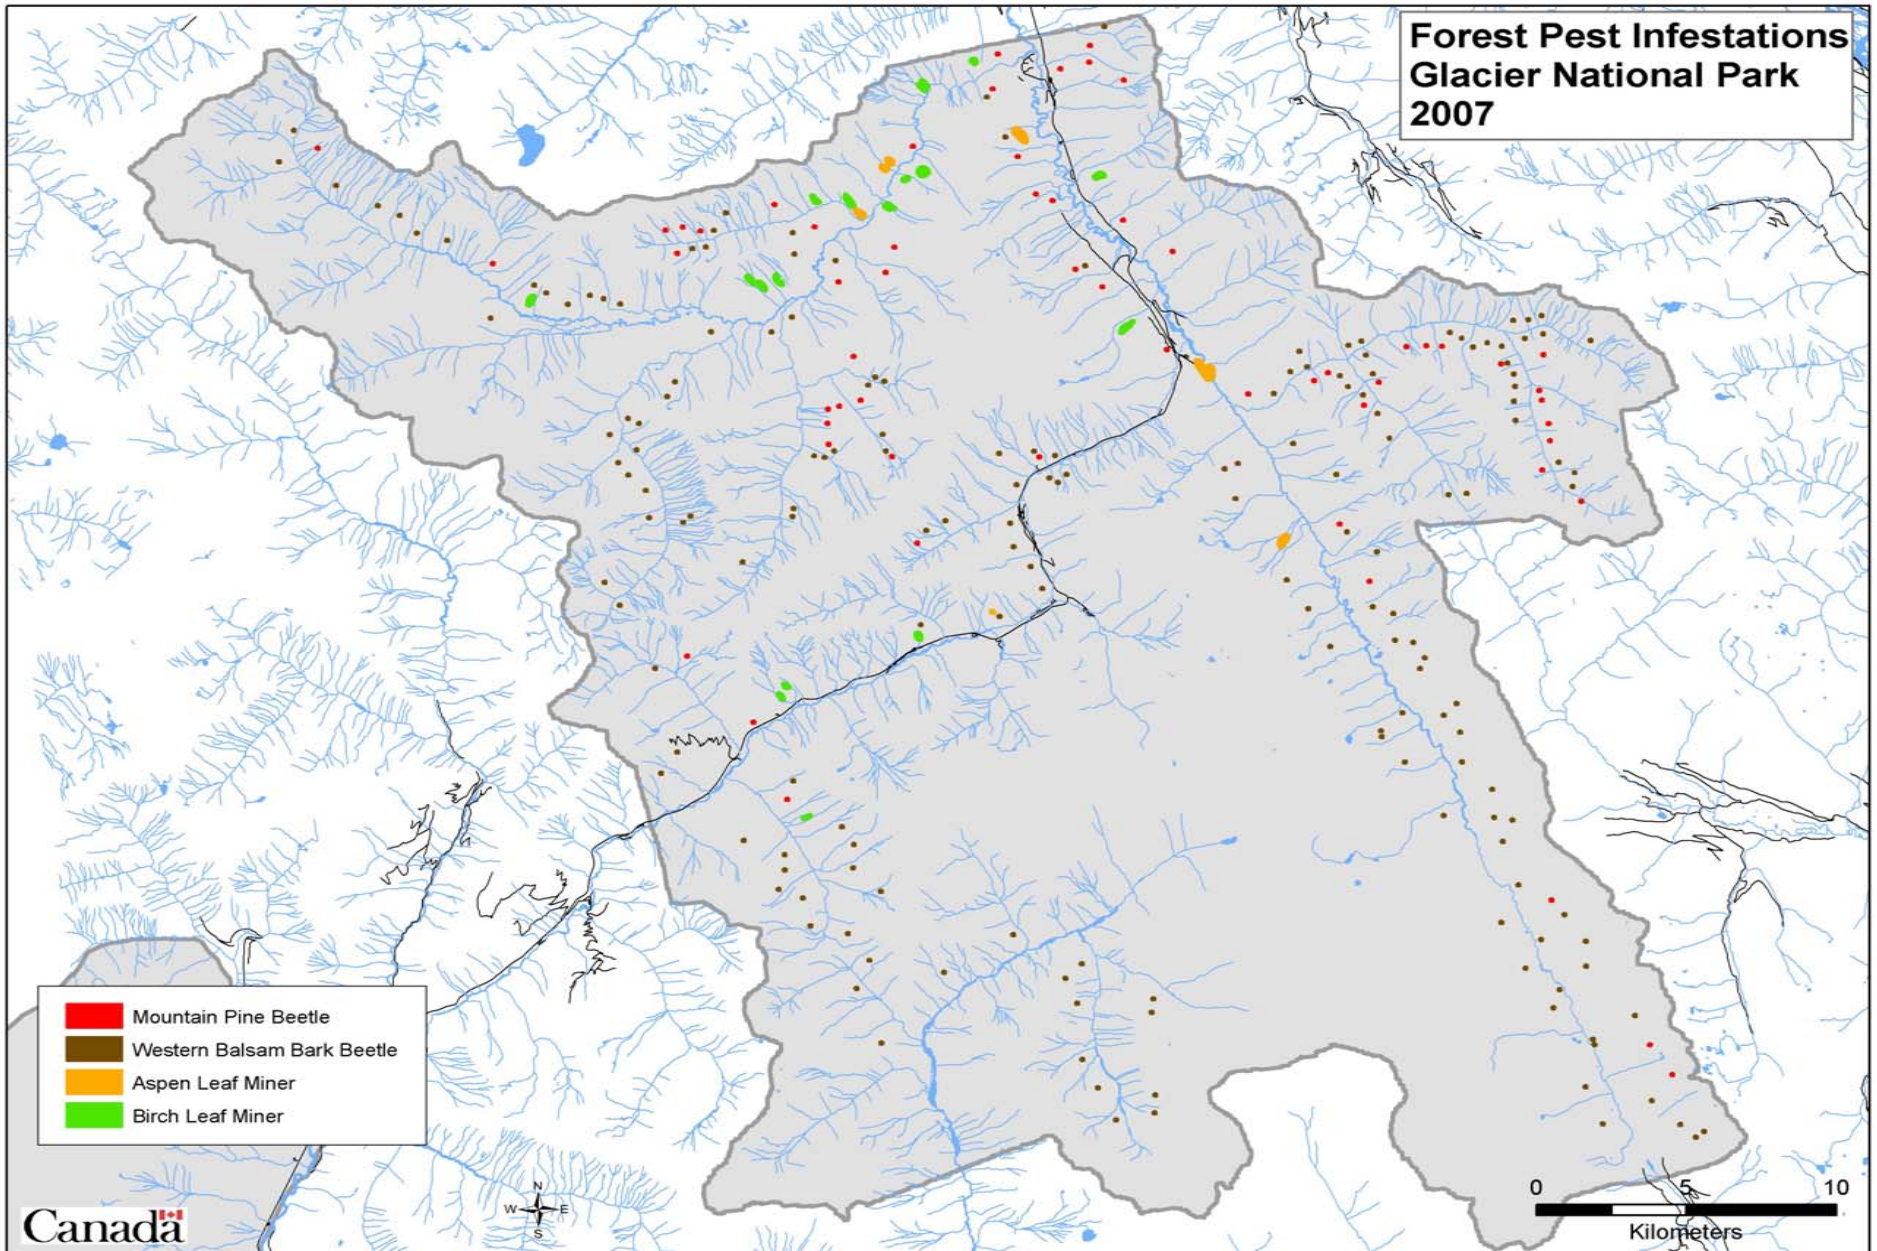 Forest Pest Infestations
Glacier National Park
2007
Mountain Pine Beetle
Western Balsam Bark Beetle
Aspen Leaf Miner
Birch Leaf Miner
N
W E
S
Canada
0 5 10
Kilometers